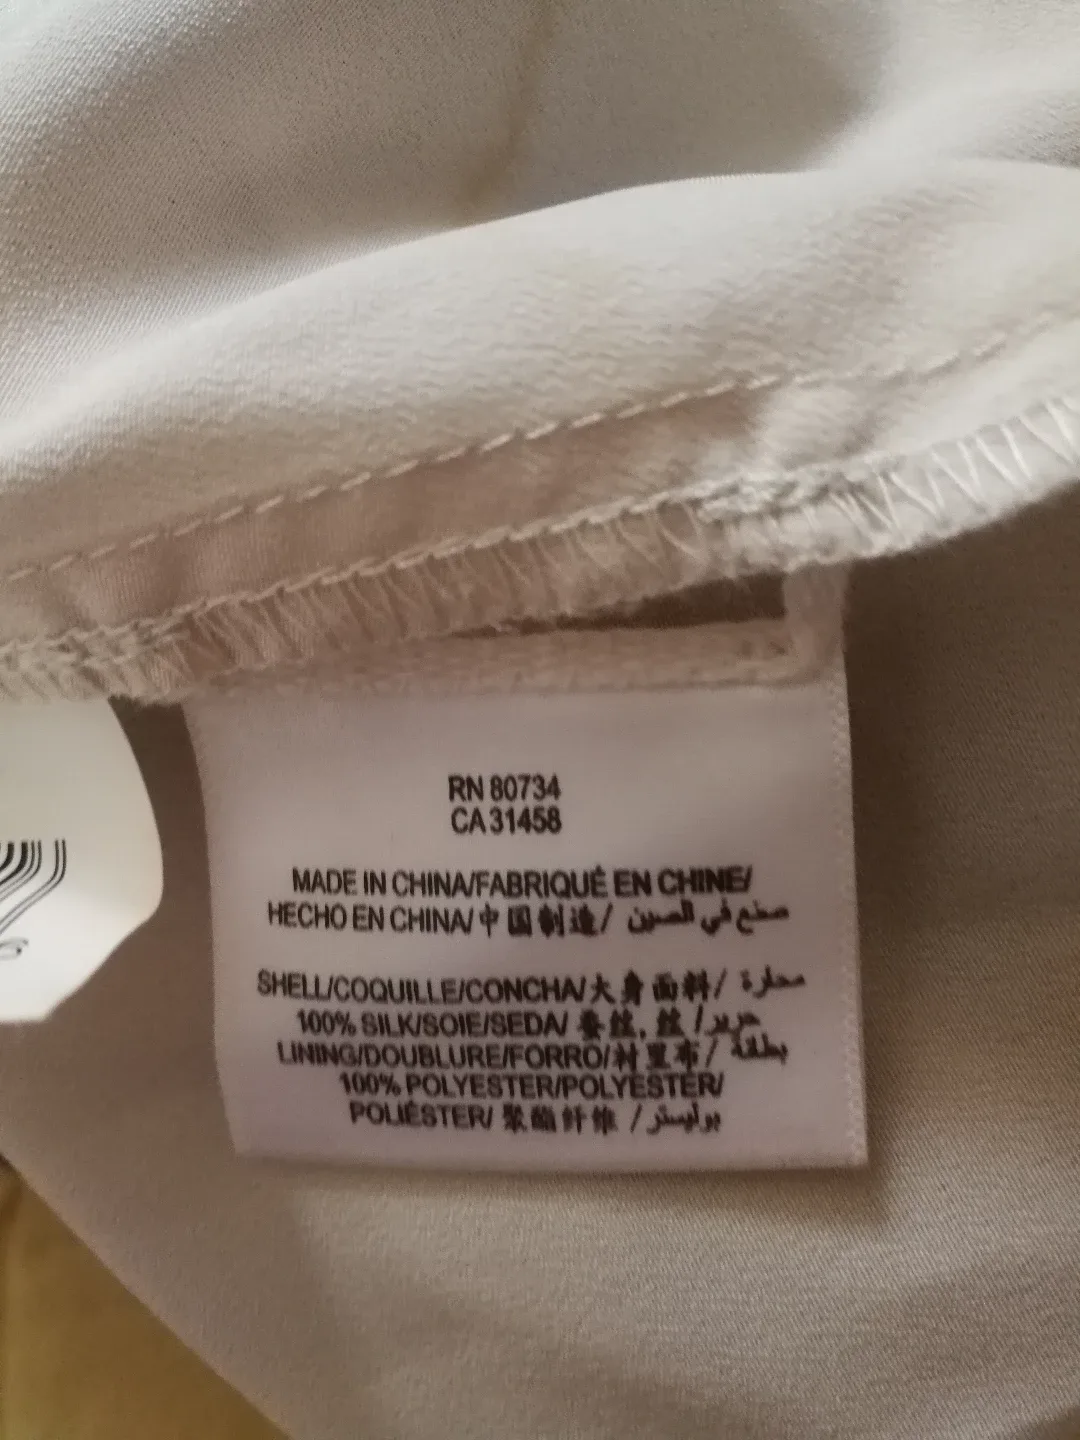 RN 80734
CA 31458
MADE IN CHINA/FABRIQUÉ EN CHINE/
HECHO EN CHINA/ 中国制造/ صنع في الصين
SHELL/COQUILLE/CONCHA/大身面料/ محارة
100% SILK/SOIE/SEDA/ 蚕丝, 丝 / حرير
LINING/DOUBLURE/FORRO/衬里布/ بطانة
100% POLYESTER/POLYESTER/
POLIÉSTER/ 聚酯纤维 / بوليستر